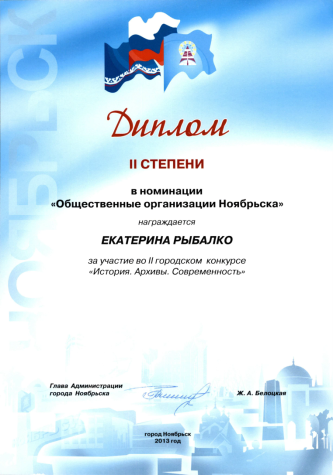 НОЯБРЬСК
Диплом
II СТЕПЕНИ
в номинации
«Общественные организации Ноябрьска»
награждается
ЕКАТЕРИНА РЫБАЛКО
за участие во II городском конкурсе
«История. Архивы. Современность»
Глава Администрации
города Ноябрьска
Ж. А. Белоцкая
город Ноябрьск
2013 год